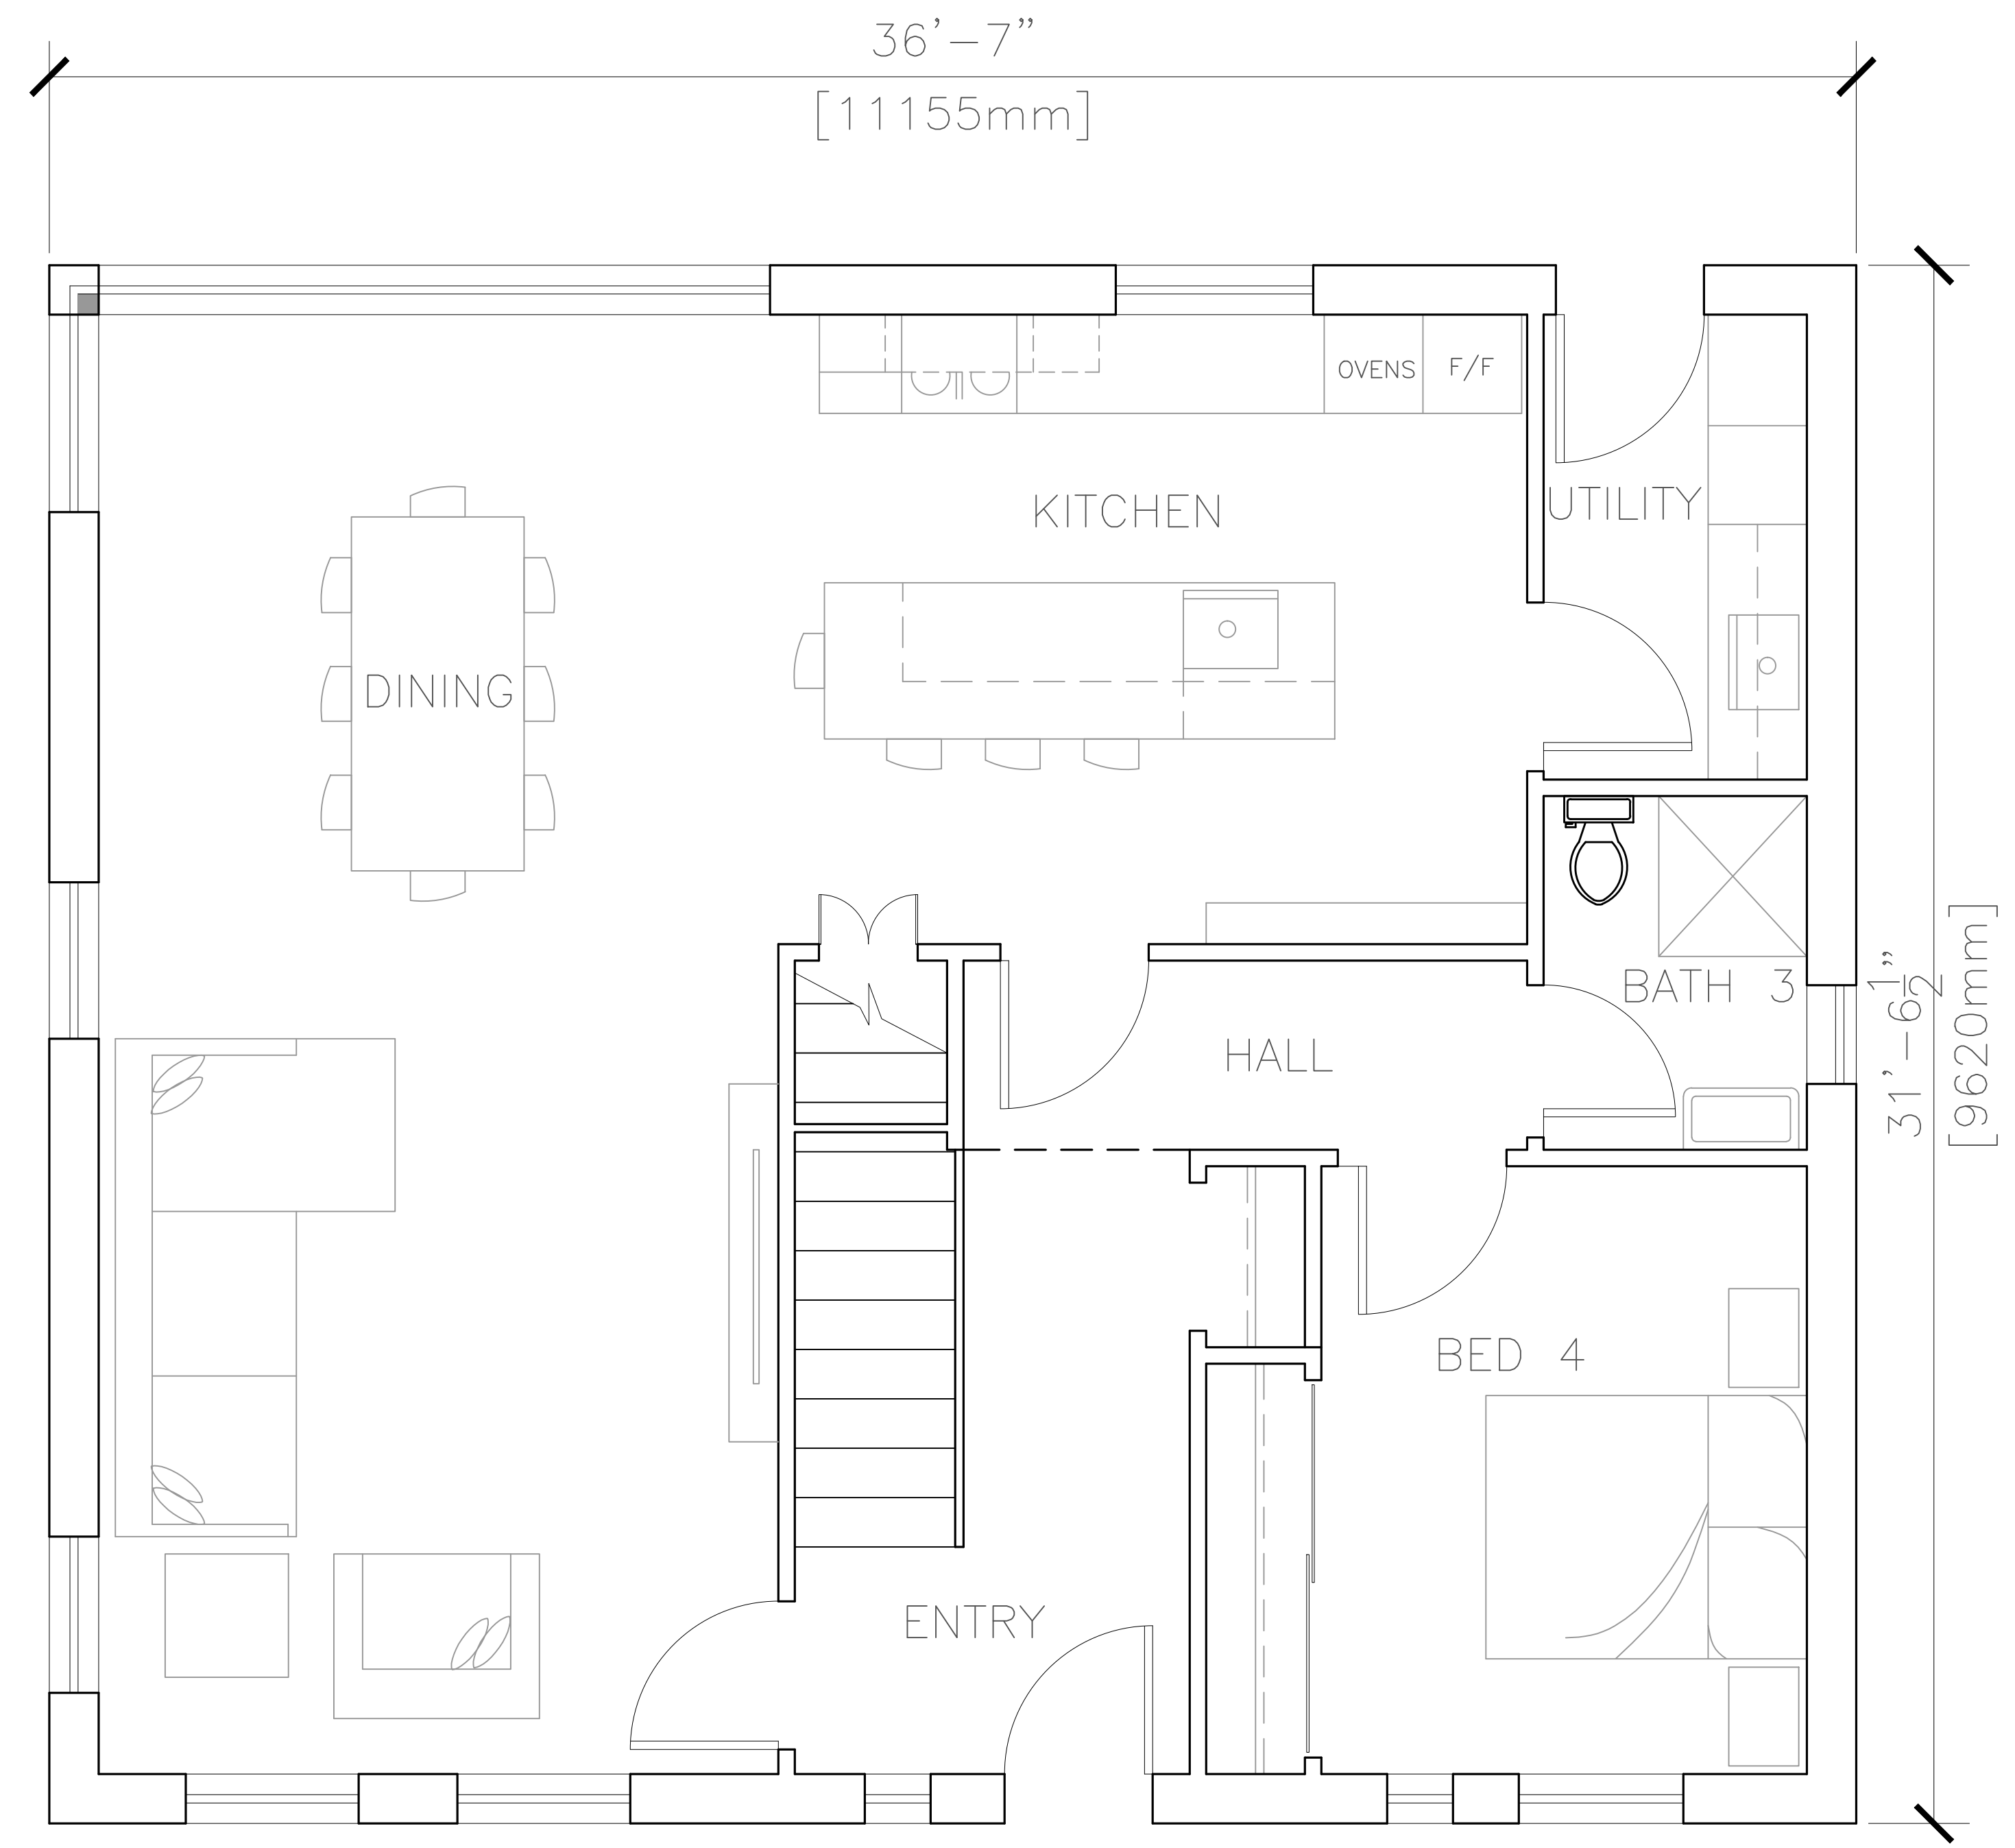 36'-7"
[11155mm]
OVENS
F/F
KITCHEN
UTILITY
DINING
BATH 3
HALL
31'-6½"
[9620mm]
BED 4
ENTRY